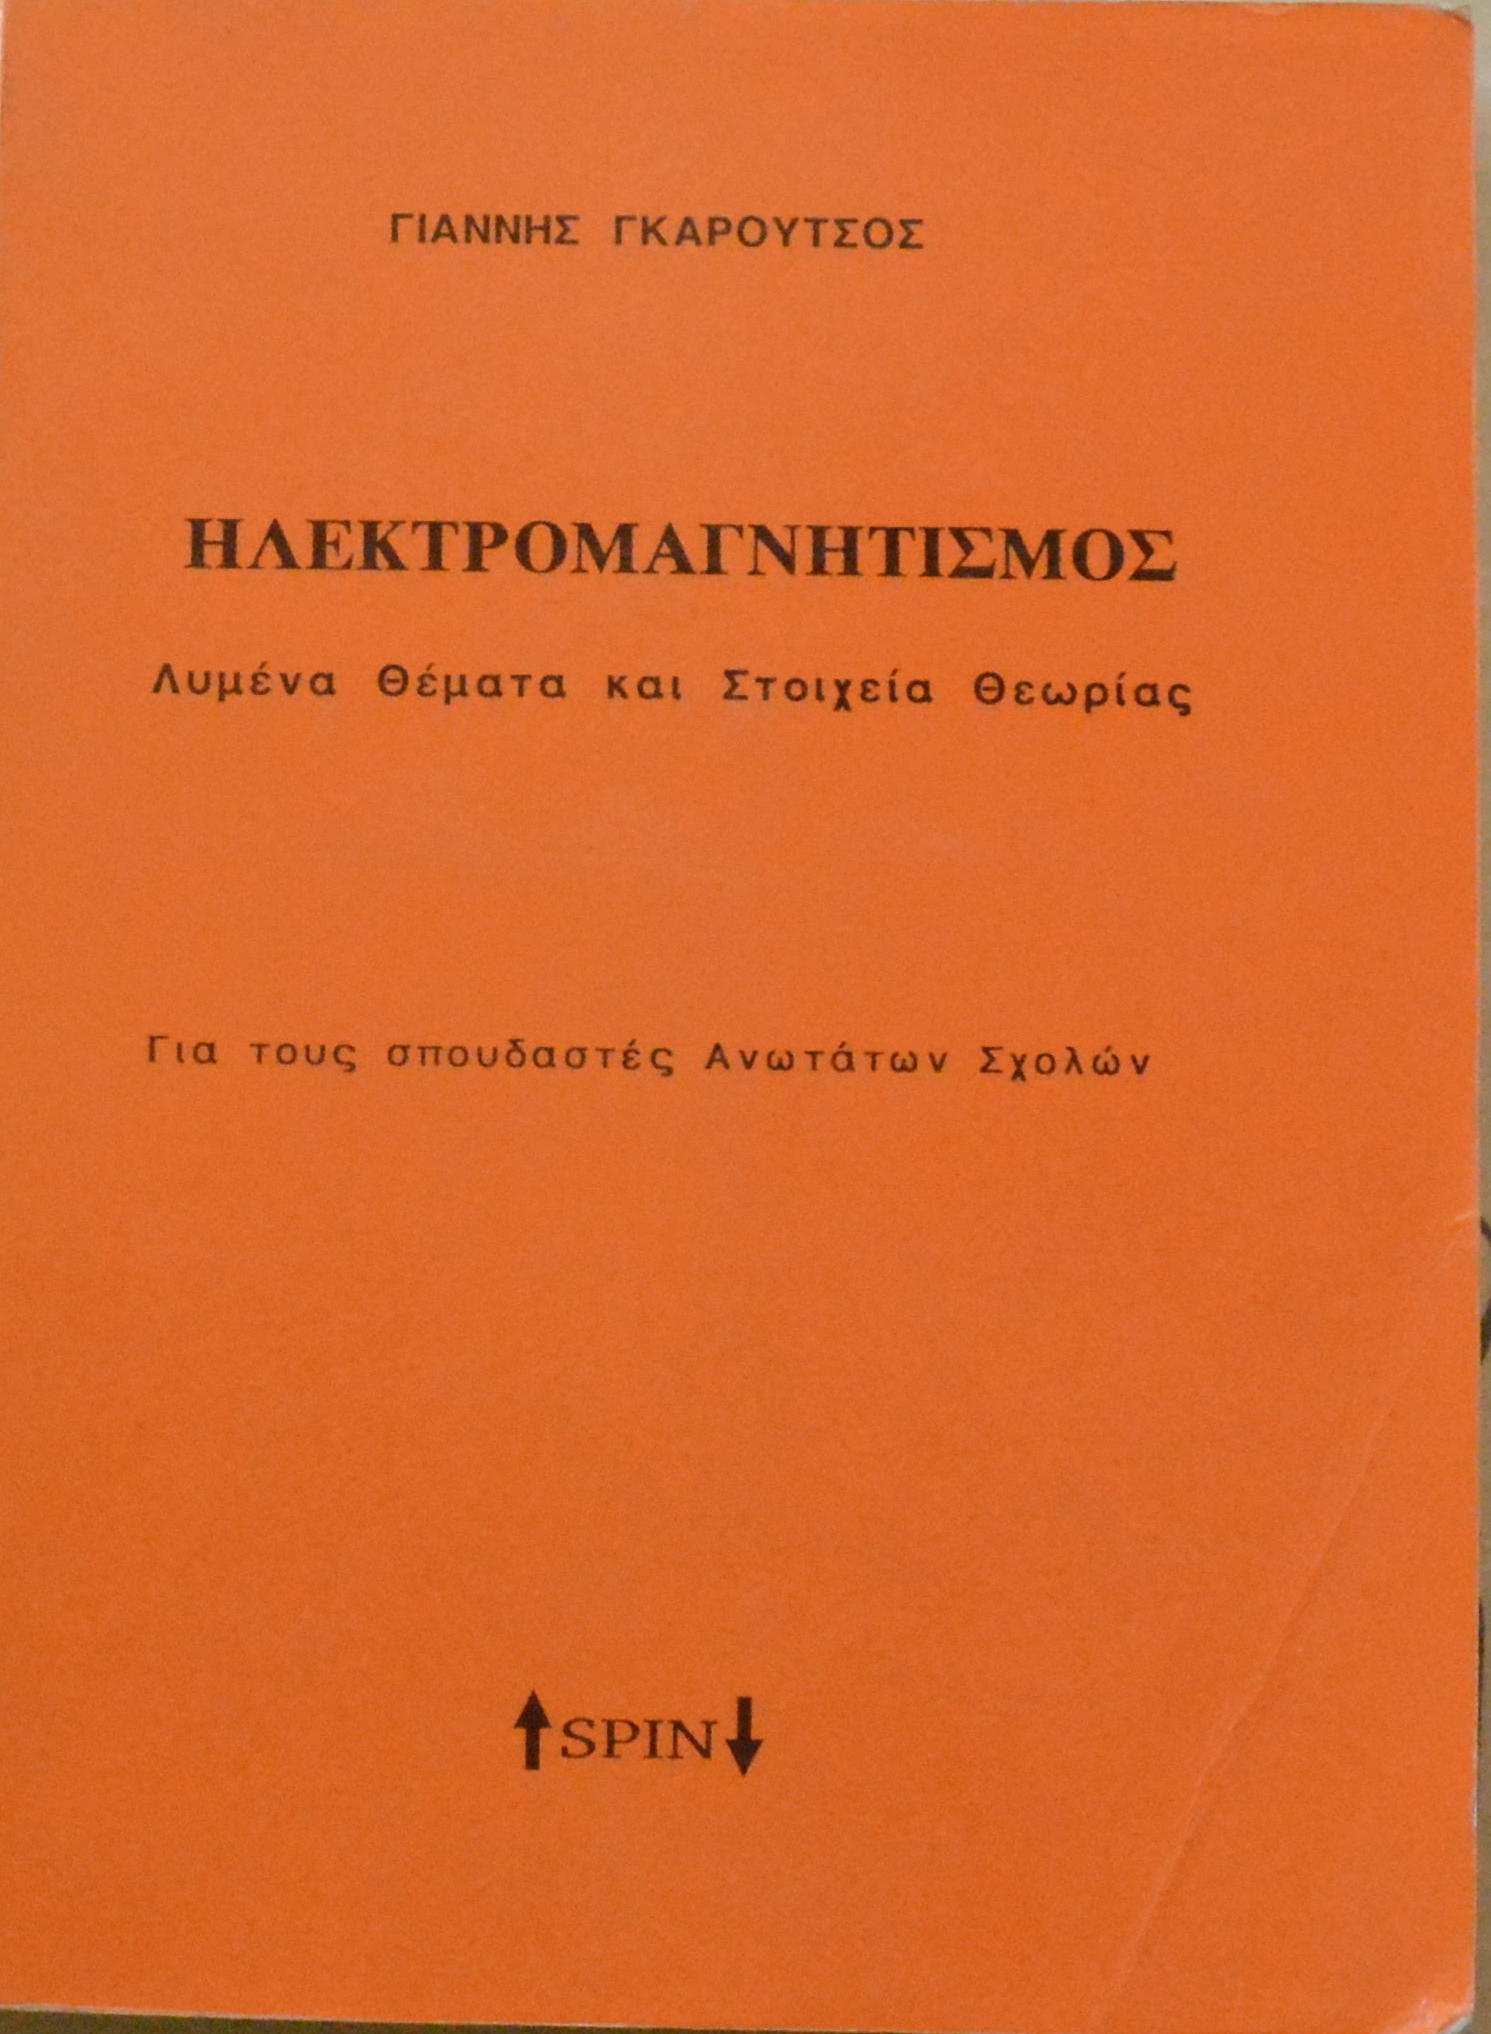 ΓΙΑΝΝΗΣ ΓΚΑΡΟΥΤΣΟΣ
ΗΛΕΚΤΡΟΜΑΓΝΗΤΙΣΜΟΣ
Λυμένα Θέματα και Στοιχεία Θεωρίας
Για τους σπουδαστές Ανωτάτων Σχολών
SPIN